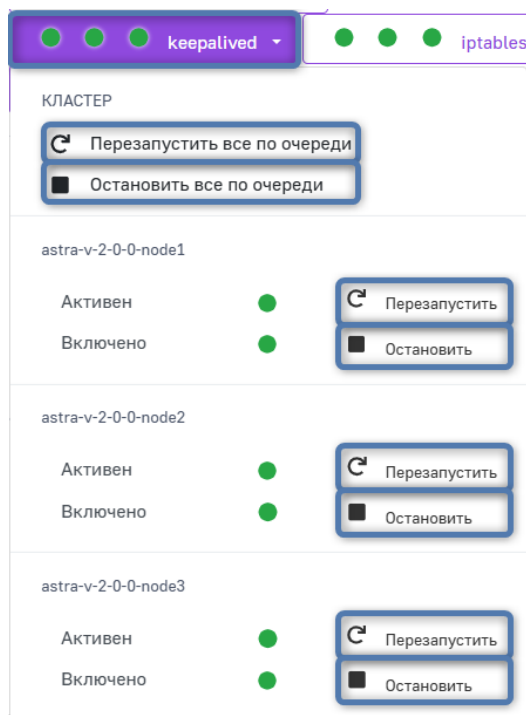 keepalived iptables
КЛАСТЕР
Перезапустить все по очереди
Остановить все по очереди
astra-v-2-0-0-node1
Активен Перезапустить
Включено Остановить
astra-v-2-0-0-node2
Активен Перезапустить
Включено Остановить
astra-v-2-0-0-node3
Активен Перезапустить
Включено Остановить